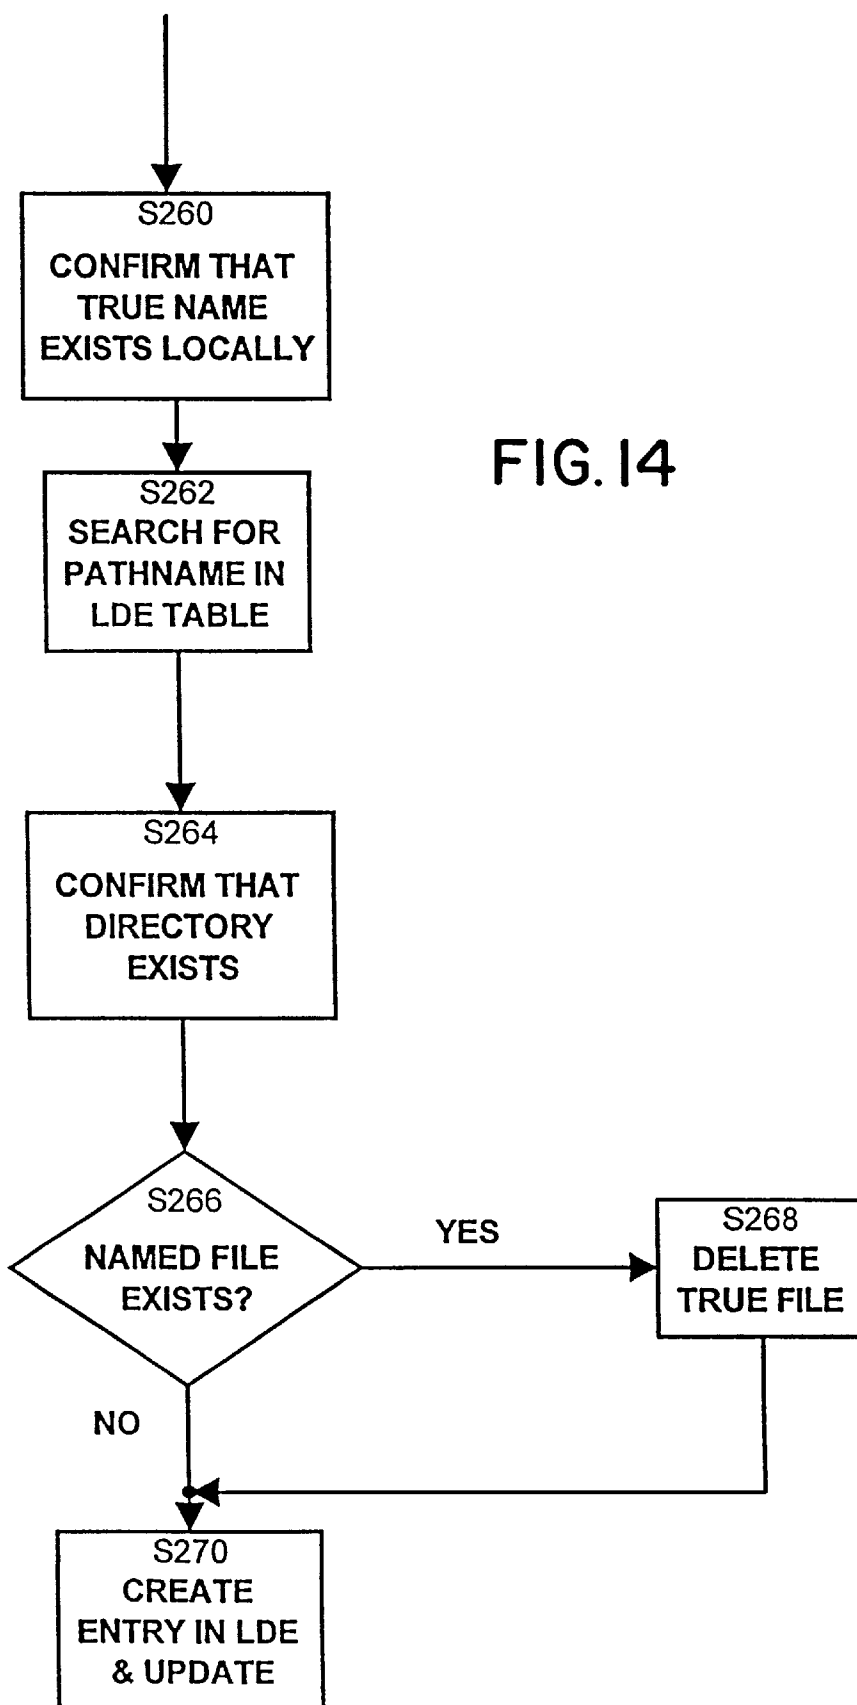 S260
CONFIRM THAT
TRUE NAME
EXISTS LOCALLY
FIG. 14
S262
SEARCH FOR
PATHNAME IN
LDE TABLE
S264
CONFIRM THAT
DIRECTORY
EXISTS
S266
NAMED FILE
EXISTS?
YES
S268
DELETE
TRUE FILE
NO
S270
CREATE
ENTRY IN LDE
& UPDATE